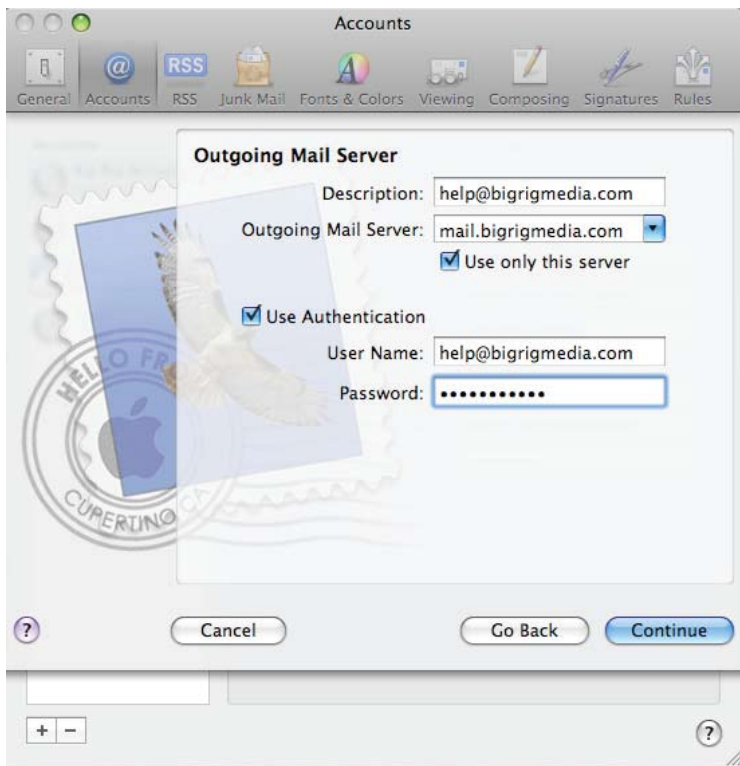 Accounts
General Accounts RSS Junk Mail Fonts & Colors Viewing Composing Signatures Rules
RSS
Outgoing Mail Server
Description: help@bigrigmedia.com
Outgoing Mail Server: mail.bigrigmedia.com
Use only this server
Use Authentication
User Name: help@bigrigmedia.com
Password: •••••••••••
HELLO FR
CUPERTINO CA
? Cancel Go Back Continue
+ − ?